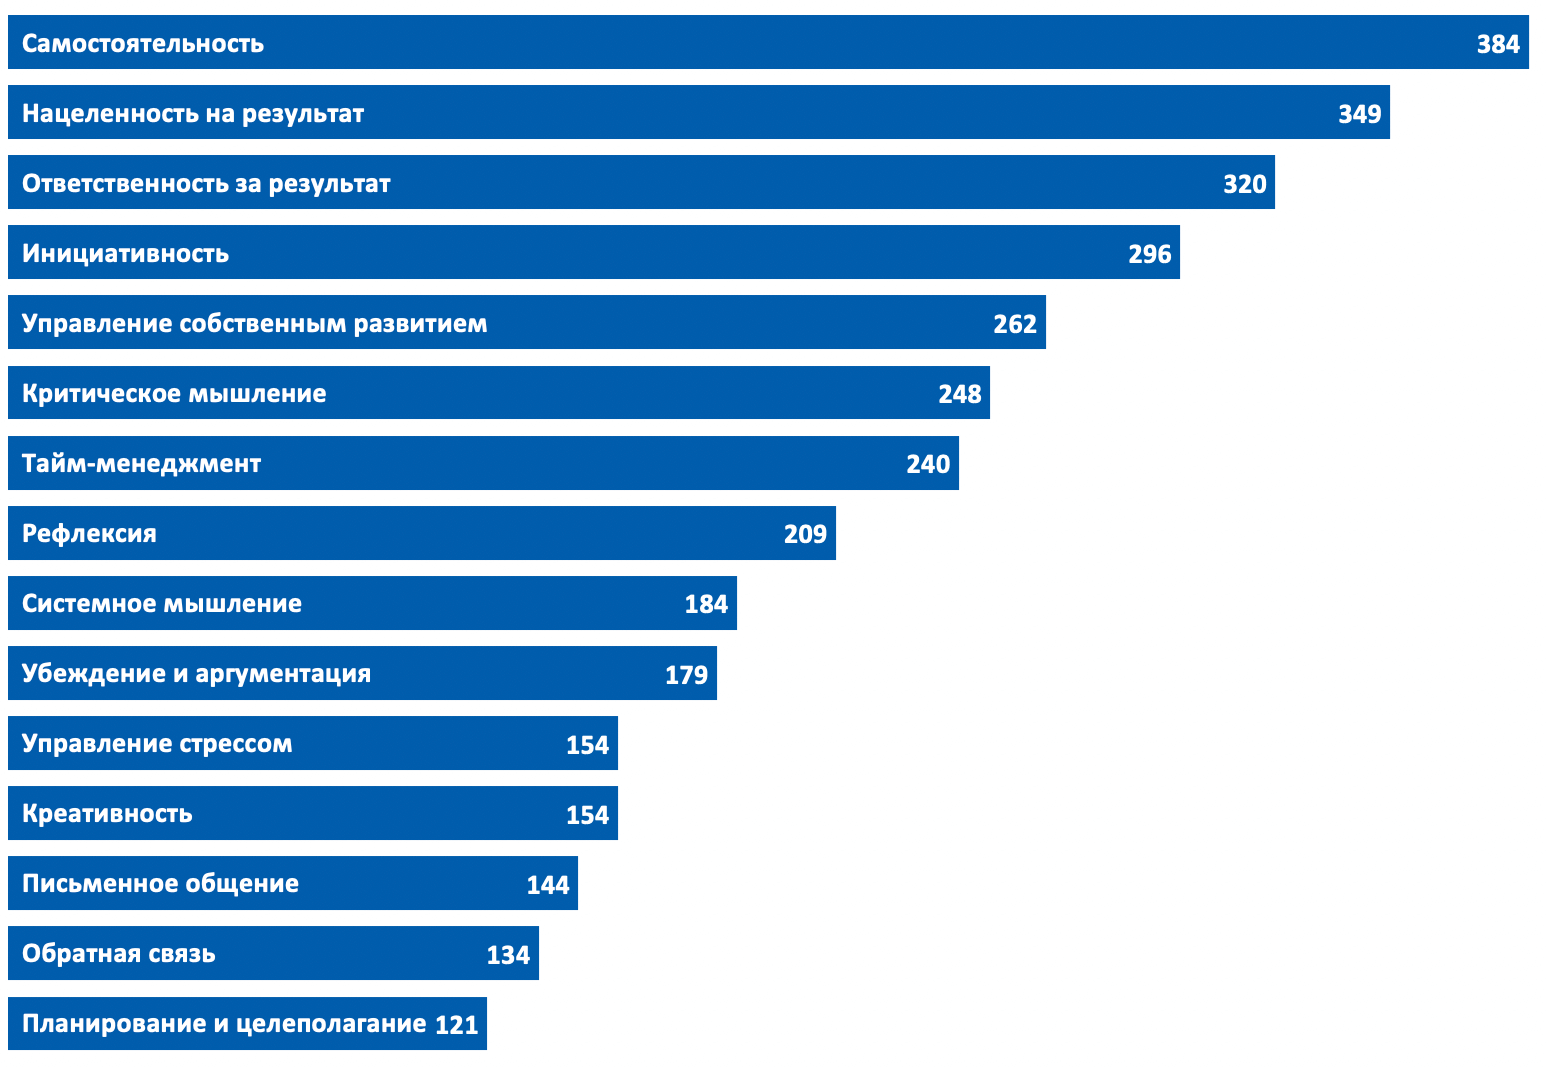 Самостоятельность 384
Нацеленность на результат 349
Ответственность за результат 320
Инициативность 296
Управление собственным развитием 262
Критическое мышление 248
Тайм-менеджмент 240
Рефлексия 209
Системное мышление 184
Убеждение и аргументация 179
Управление стрессом 154
Креативность 154
Письменное общение 144
Обратная связь 134
Планирование и целеполагание 121